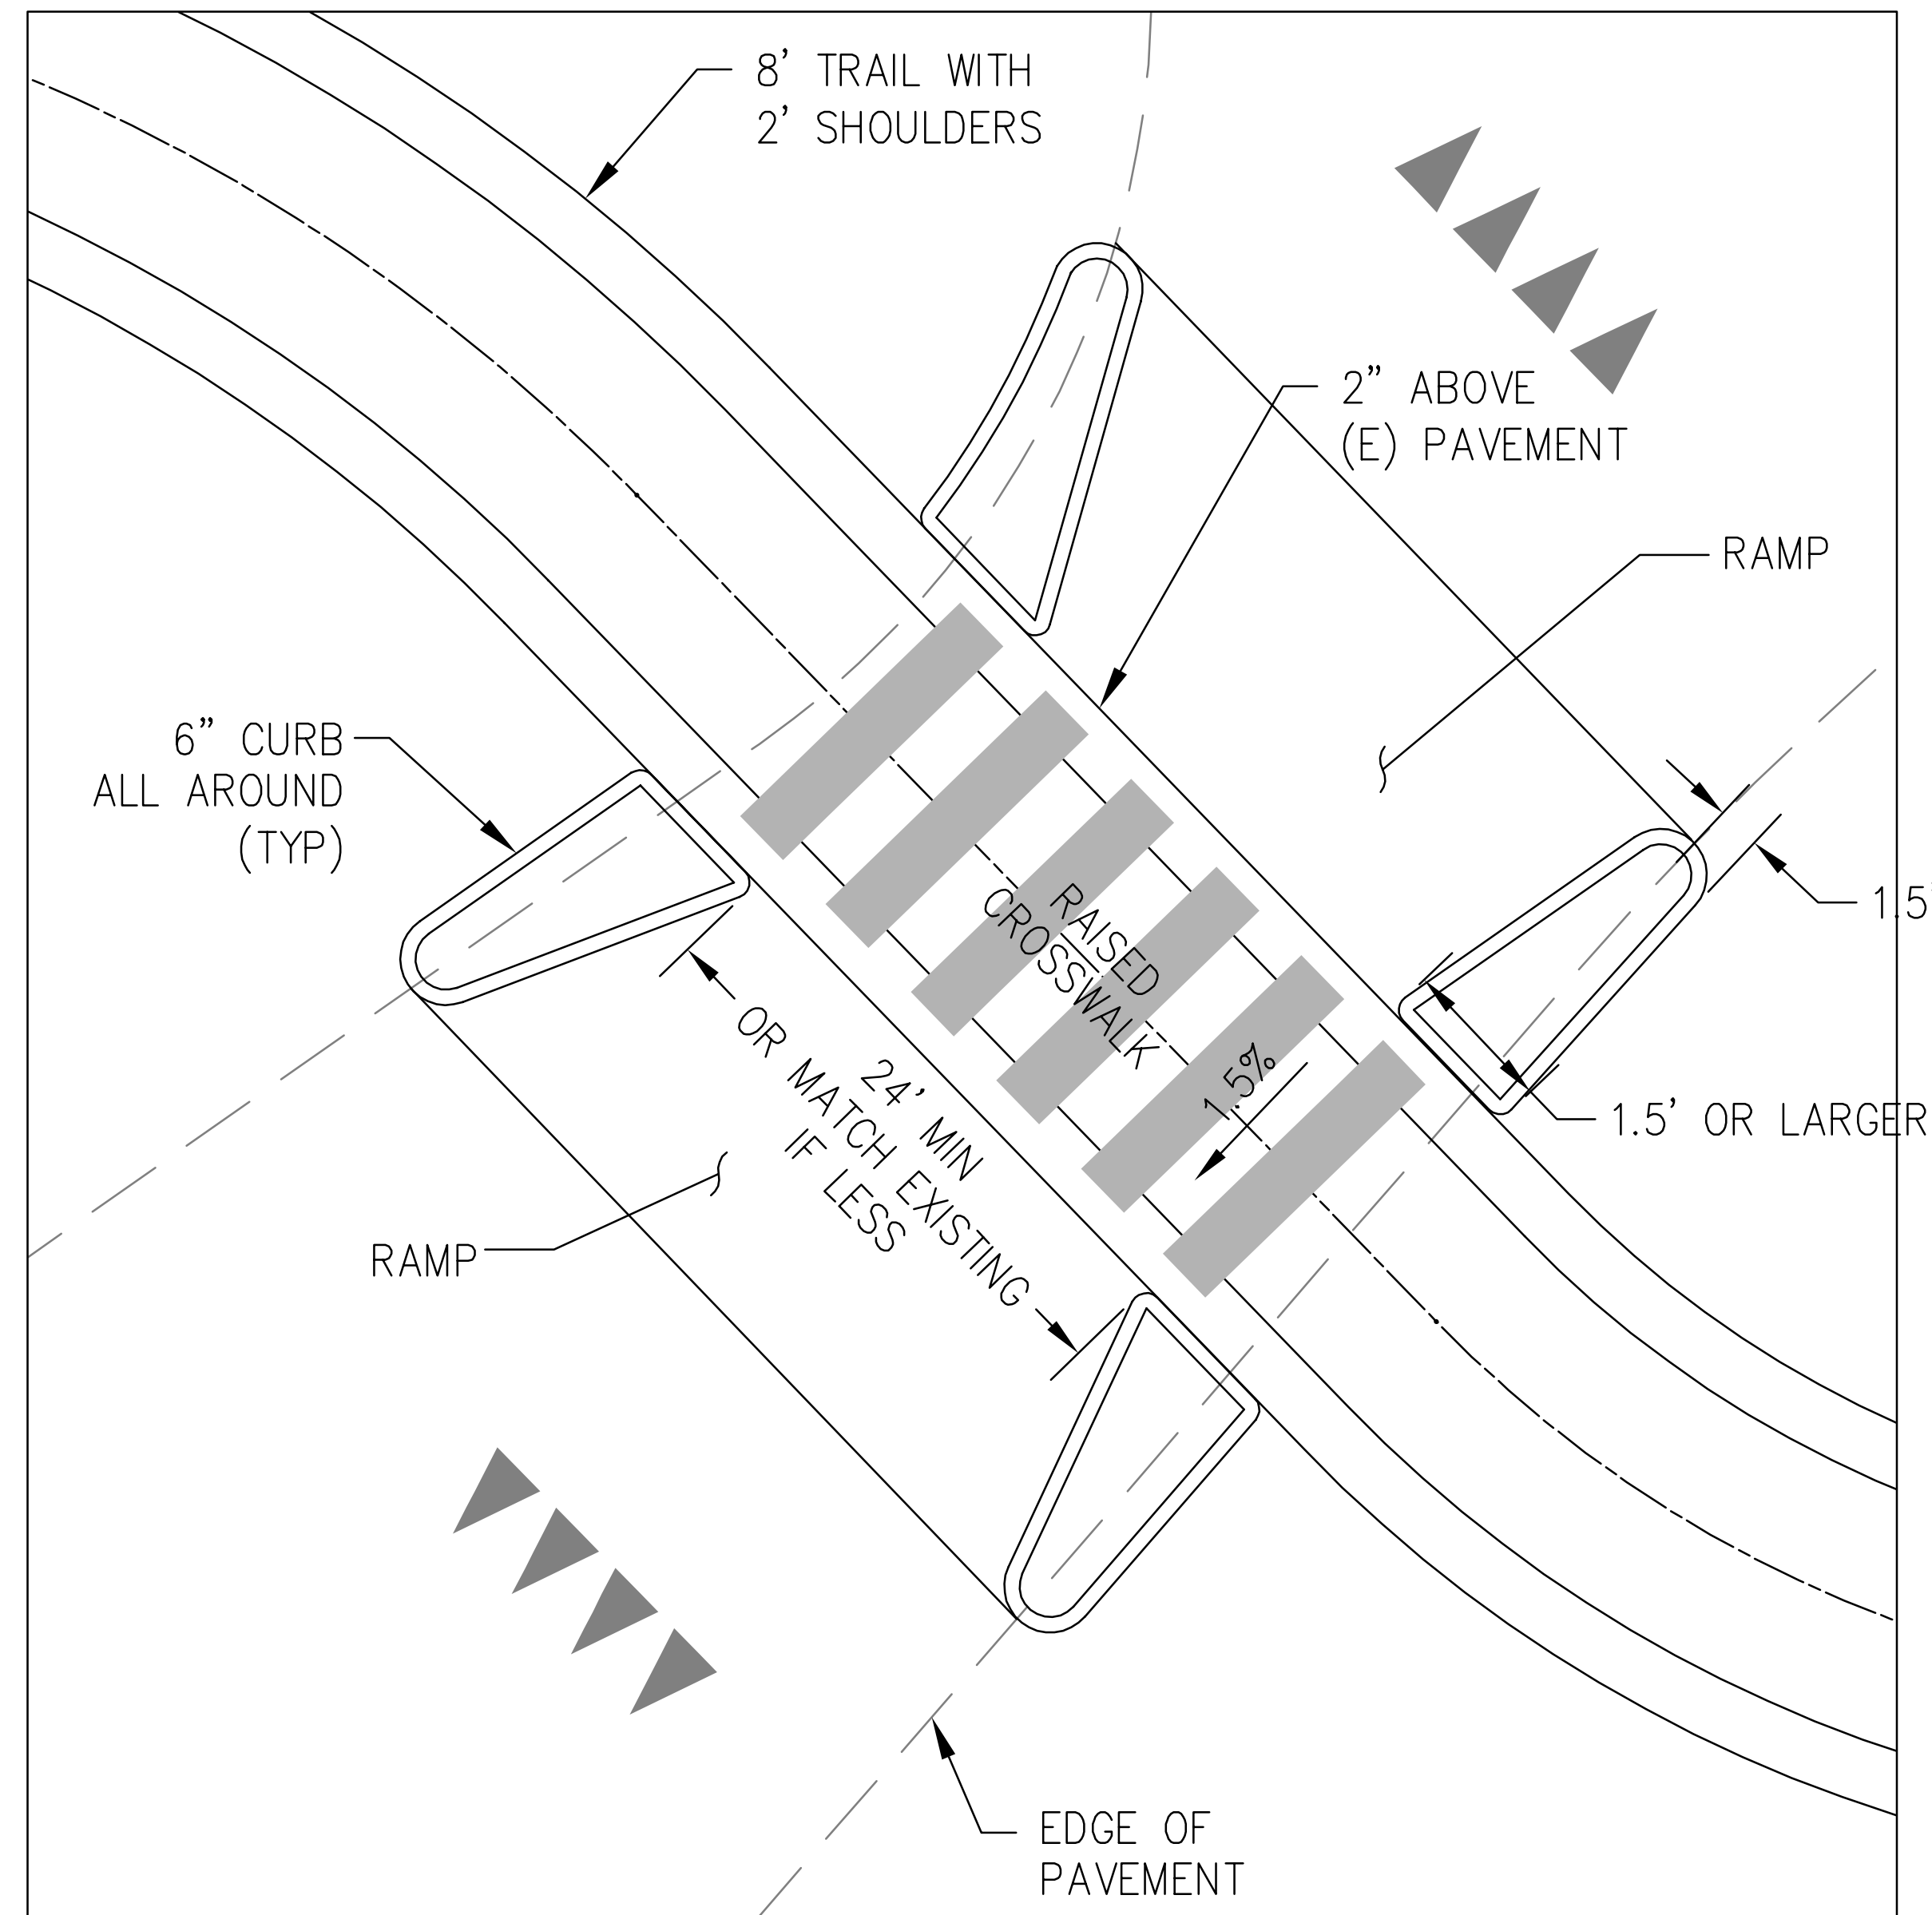 8' TRAIL WITH
2' SHOULDERS
2" ABOVE
(E) PAVEMENT
RAMP
6" CURB
ALL AROUND
(TYP)
1.5'
RAISED
CROSSWALK
1.5%
1.5' OR LARGER
24' MIN
OR MATCH EXISTING
IF LESS
RAMP
EDGE OF
PAVEMENT